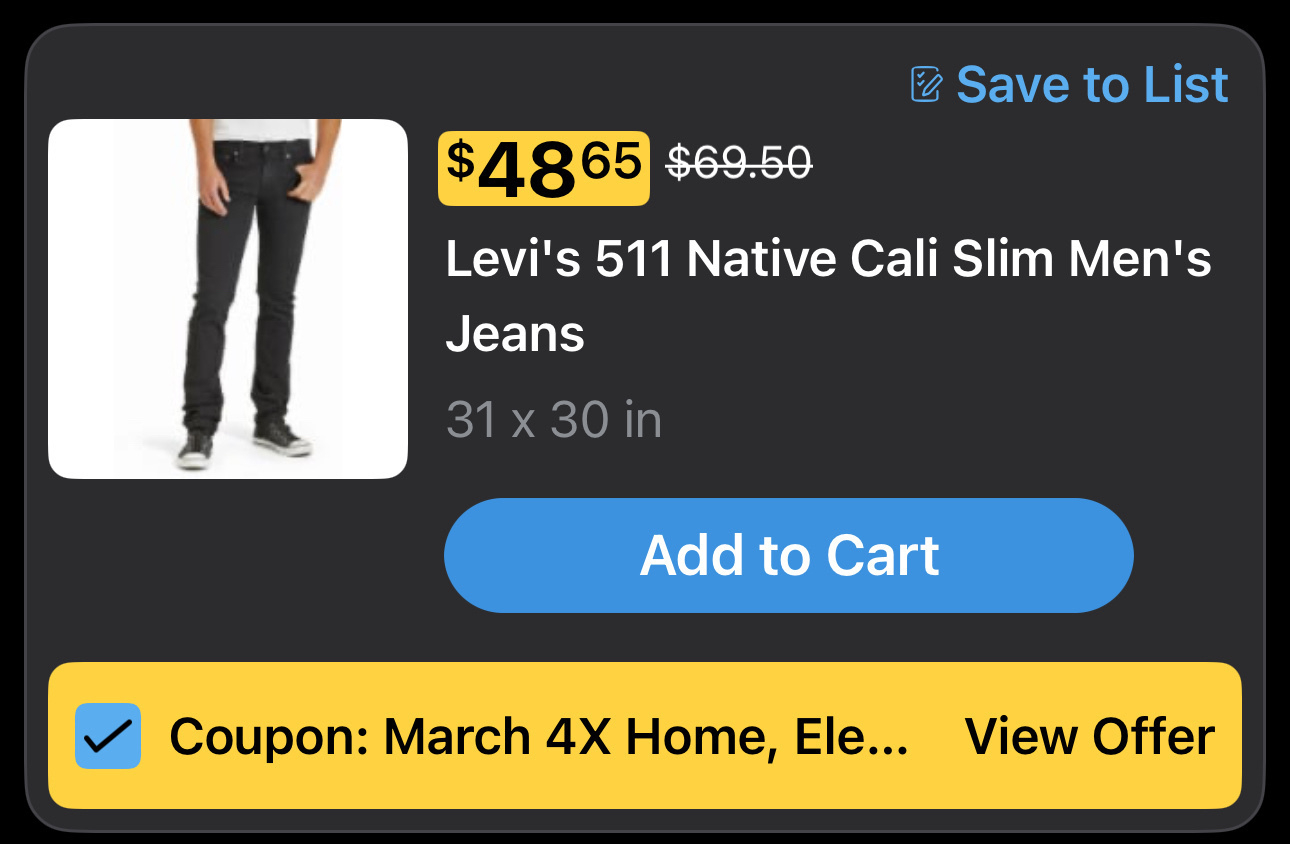 Save to List
$48.65 $69.50
Levi's 511 Native Cali Slim Men's
Jeans
31 x 30 in
Add to Cart
Coupon: March 4X Home, Ele... View Offer